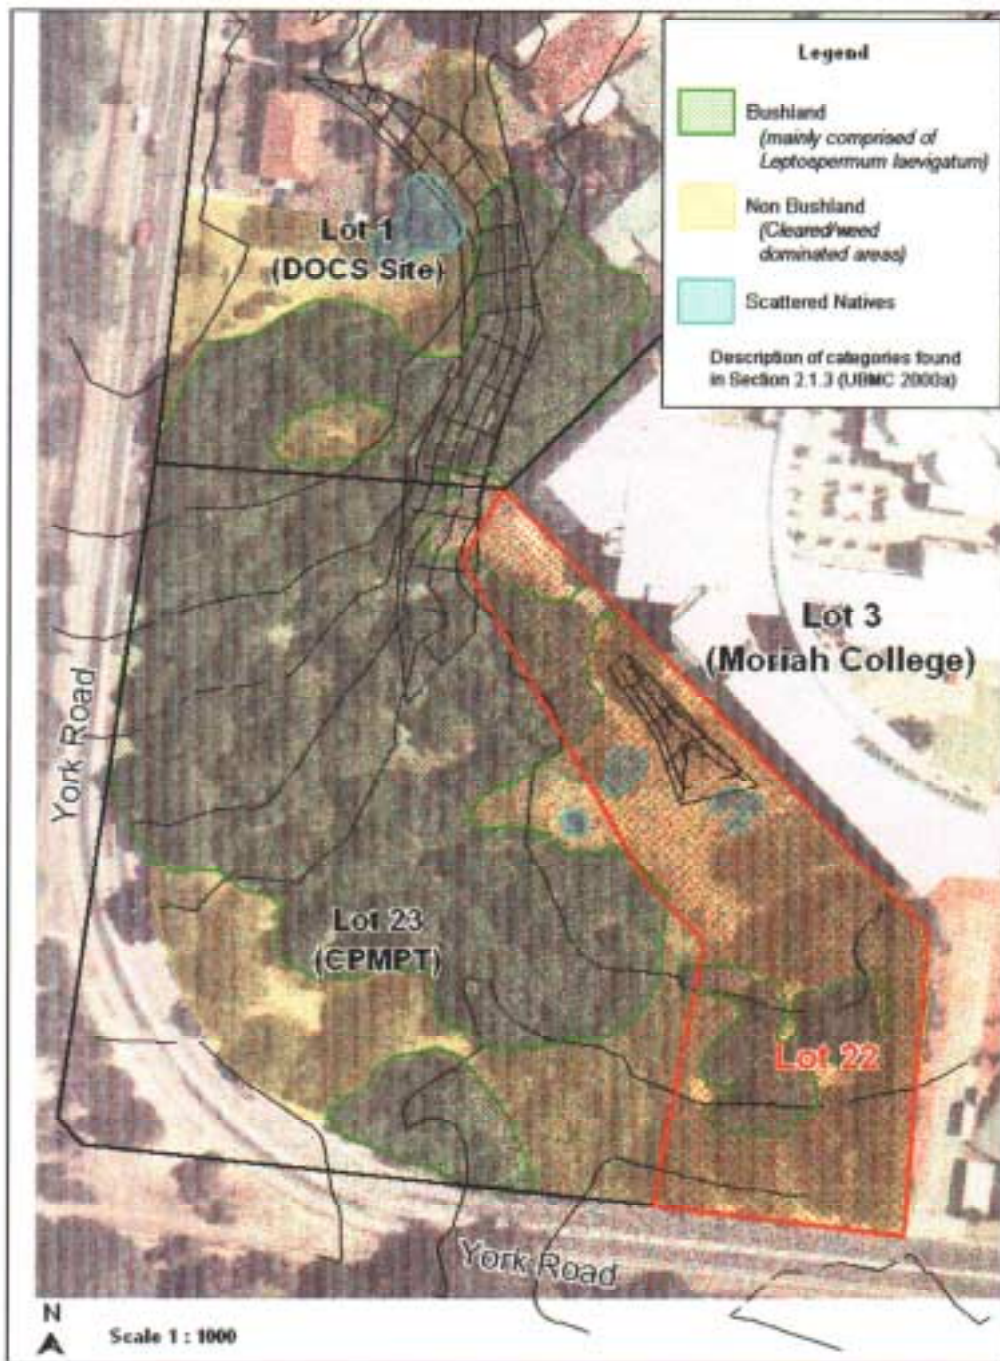 Legend
Bushland
(mainly comprised of
Leptospermum laevigatum)
Non Bushland
(Cleared/weed
dominated areas)
Scattered Natives
Description of categories found
in Section 2.1.3 (UBMC 2000a)
Lot 1
(DOCS Site)
Lot 3
(Moriah College)
York Road
Lot 23
(CPMPT)
Lot 22
York Road
N
Scale 1 : 1000